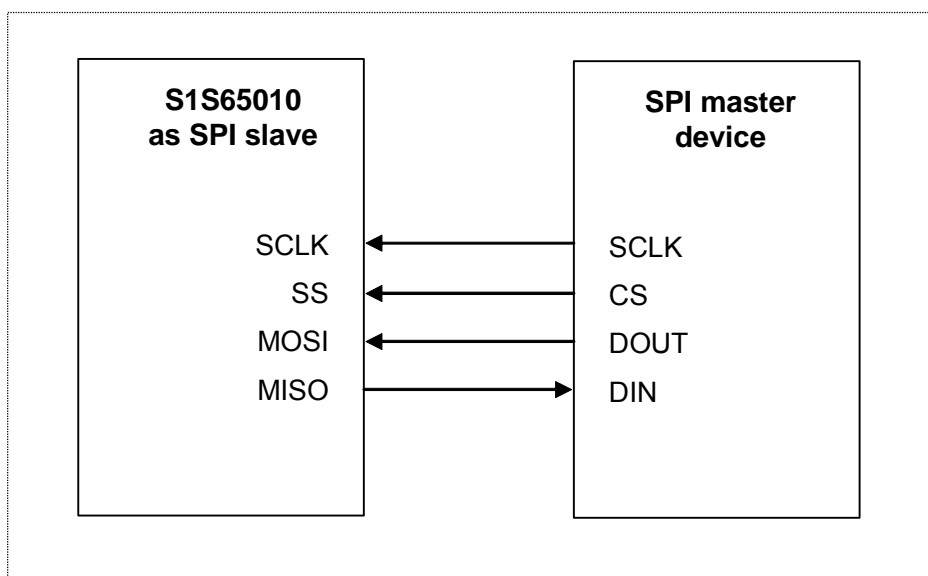 S1S65010
as SPI slave
SPI master
device
SCLK
SCLK
SS
CS
MOSI
DOUT
MISO
DIN